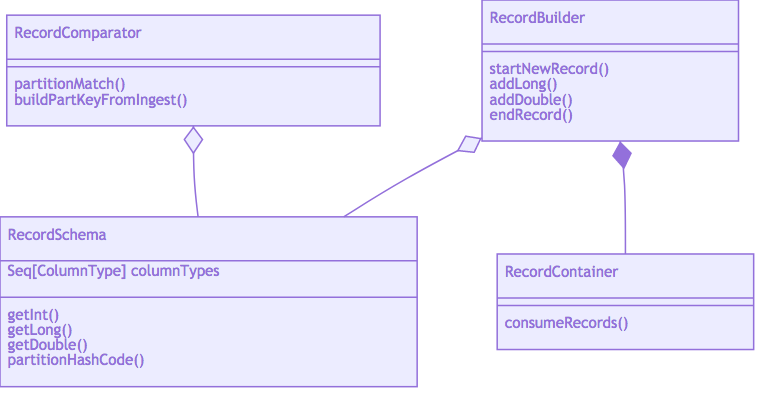 RecordComparator
partitionMatch()
buildPartKeyFromIngest()
RecordBuilder
startNewRecord()
addLong()
addDouble()
endRecord()
RecordSchema
Seq[ColumnType] columnTypes
getInt()
getLong()
getDouble()
partitionHashCode()
RecordContainer
consumeRecords()